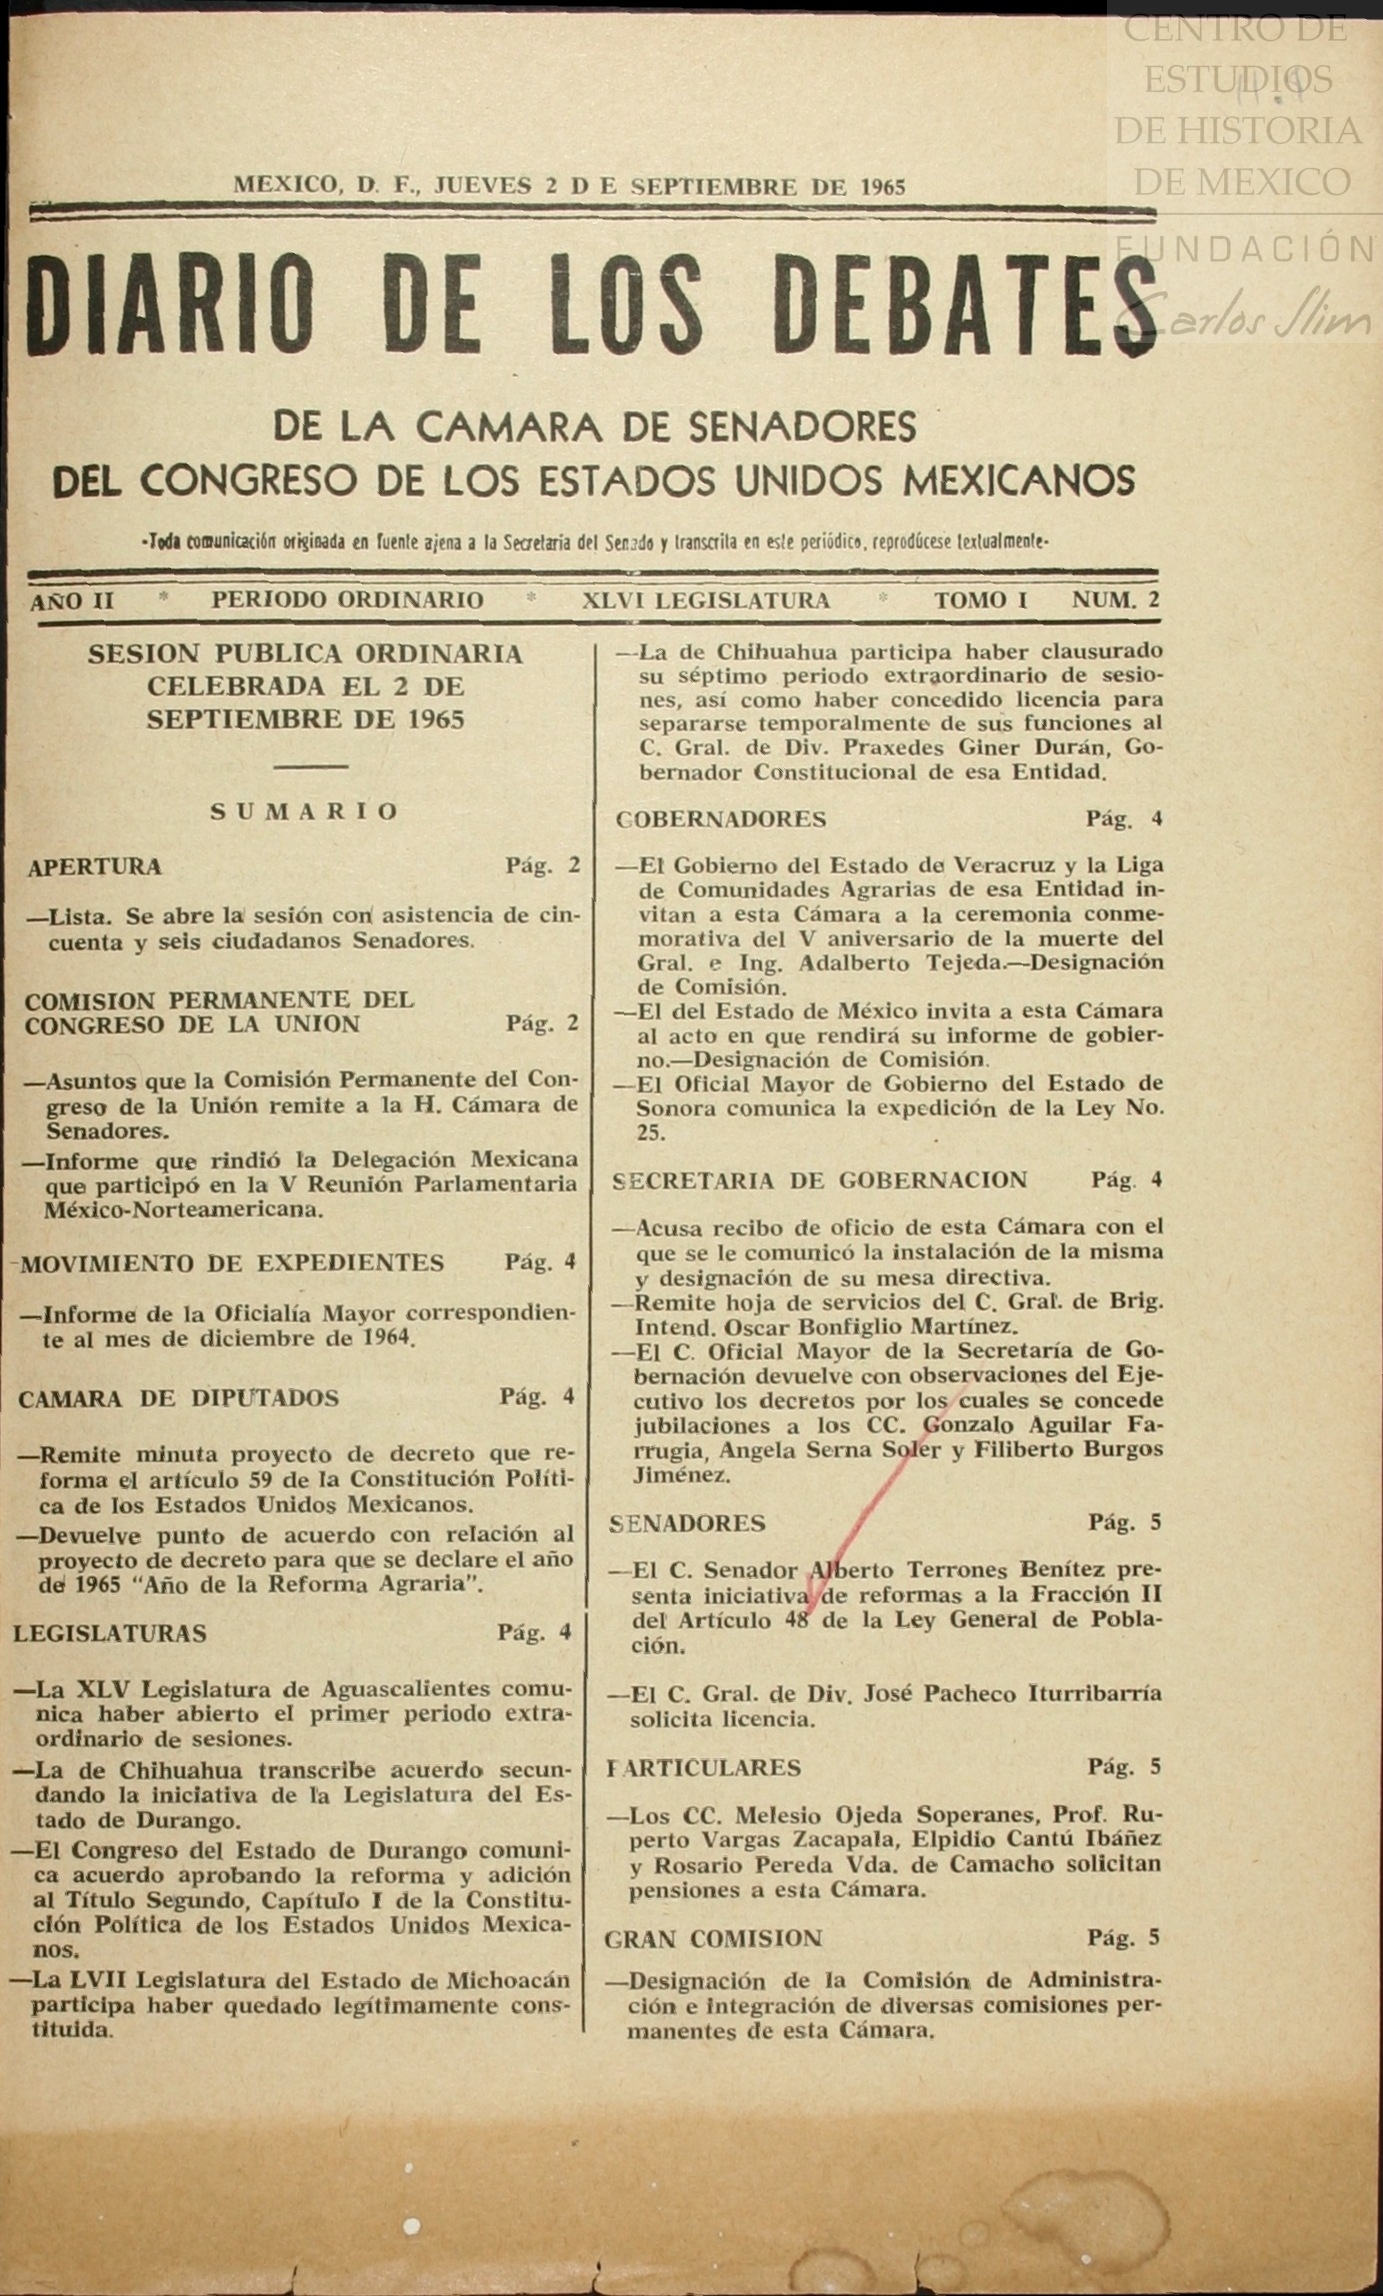 CENTRO DE
ESTUDIOS
DE HISTORIA
DE MEXICO
FUNDACIÓN
Carlos Slim
MEXICO, D. F., JUEVES 2 D E SEPTIEMBRE DE 1965
DIARIO DE LOS DEBATES
DE LA CAMARA DE SENADORES
DEL CONGRESO DE LOS ESTADOS UNIDOS MEXICANOS
-Toda comunicación originada en fuente ajena a la Secretaria del Senado y transcrita en este periódico, reprodúcese textualmente-
AÑO II * PERIODO ORDINARIO * XLVI LEGISLATURA * TOMO I NUM. 2
SESION PUBLICA ORDINARIA
CELEBRADA EL 2 DE
SEPTIEMBRE DE 1965
SUMARIO
APERTURA Pág. 2
—Lista. Se abre la sesión con asistencia de cin-
cuenta y seis ciudadanos Senadores.
COMISION PERMANENTE DEL
CONGRESO DE LA UNION Pág. 2
—Asuntos que la Comisión Permanente del Con-
greso de la Unión remite a la H. Cámara de
Senadores.
—Informe que rindió la Delegación Mexicana
que participó en la V Reunión Parlamentaria
México-Norteamericana.
-MOVIMIENTO DE EXPEDIENTES Pág. 4
—Informe de la Oficialía Mayor correspondien-
te al mes de diciembre de 1964.
CAMARA DE DIPUTADOS Pág. 4
—Remite minuta proyecto de decreto que re-
forma el artículo 59 de la Constitución Políti-
ca de los Estados Unidos Mexicanos.
—Devuelve punto de acuerdo con relación al
proyecto de decreto para que se declare el año
de 1965 "Año de la Reforma Agraria".
LEGISLATURAS Pág. 4
—La XLV Legislatura de Aguascalientes comu-
nica haber abierto el primer periodo extra-
ordinario de sesiones.
—La de Chihuahua transcribe acuerdo secun-
dando la iniciativa de la Legislatura del Es-
tado de Durango.
—El Congreso del Estado de Durango comuni-
ca acuerdo aprobando la reforma y adición
al Título Segundo, Capítulo I de la Constitu-
ción Política de los Estados Unidos Mexica-
nos.
—La LVII Legislatura del Estado de Michoacán
participa haber quedado legítimamente cons-
tituida.
—La de Chihuahua participa haber clausurado
su séptimo periodo extraordinario de sesio-
nes, así como haber concedido licencia para
separarse temporalmente de sus funciones al
C. Gral. de Div. Praxedes Giner Durán, Go-
bernador Constitucional de esa Entidad.
GOBERNADORES Pág. 4
—El Gobierno del Estado de Veracruz y la Liga
de Comunidades Agrarias de esa Entidad in-
vitan a esta Cámara a la ceremonia conme-
morativa del V aniversario de la muerte del
Gral. e Ing. Adalberto Tejeda.—Designación
de Comisión.
—El del Estado de México invita a esta Cámara
al acto en que rendirá su informe de gobier-
no.—Designación de Comisión.
—El Oficial Mayor de Gobierno del Estado de
Sonora comunica la expedición de la Ley No.
25.
SECRETARIA DE GOBERNACION Pág. 4
—Acusa recibo de oficio de esta Cámara con el
que se le comunicó la instalación de la misma
y designación de su mesa directiva.
—Remite hoja de servicios del C. Gral. de Brig.
Intend. Oscar Bonfiglio Martínez.
—El C. Oficial Mayor de la Secretaría de Go-
bernación devuelve con observaciones del Eje-
cutivo los decretos por los cuales se concede
jubilaciones a los CC. Gonzalo Aguilar Fa-
rrugia, Angela Serna Soler y Filiberto Burgos
Jiménez.
SENADORES Pág. 5
—El C. Senador Alberto Terrones Benítez pre-
senta iniciativa de reformas a la Fracción II
del Artículo 48 de la Ley General de Pobla-
ción.
—El C. Gral. de Div. José Pacheco Iturribarría
solicita licencia.
PARTICULARES Pág. 5
—Los CC. Melesio Ojeda Soperanes, Prof. Ru-
perto Vargas Zacapala, Elpidio Cantú Ibáñez
y Rosario Pereda Vda. de Camacho solicitan
pensiones a esta Cámara.
GRAN COMISION Pág. 5
—Designación de la Comisión de Administra-
ción e integración de diversas comisiones per-
manentes de esta Cámara.